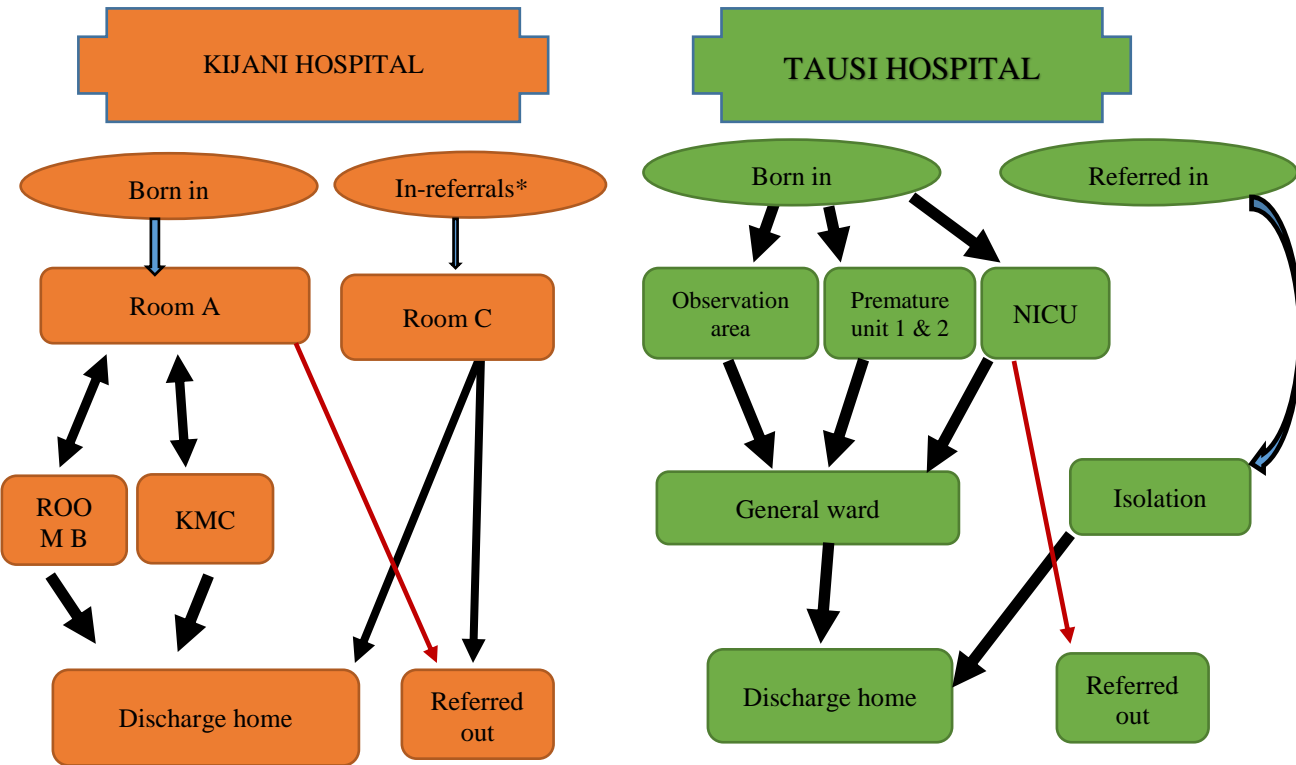 KIJANI HOSPITAL
TAUSI HOSPITAL
Born in
In-referrals*
Born in
Referred in
Room A
Room C
Observation
area
Premature
unit 1 & 2
NICU
ROO
M B
KMC
General ward
Isolation
Discharge home
Referred
out
Discharge home
Referred
out